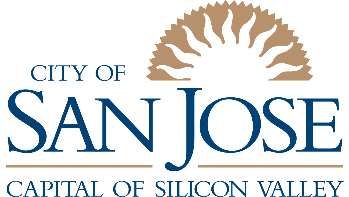 CITY OF
SAN JOSE
CAPITAL OF SILICON VALLEY